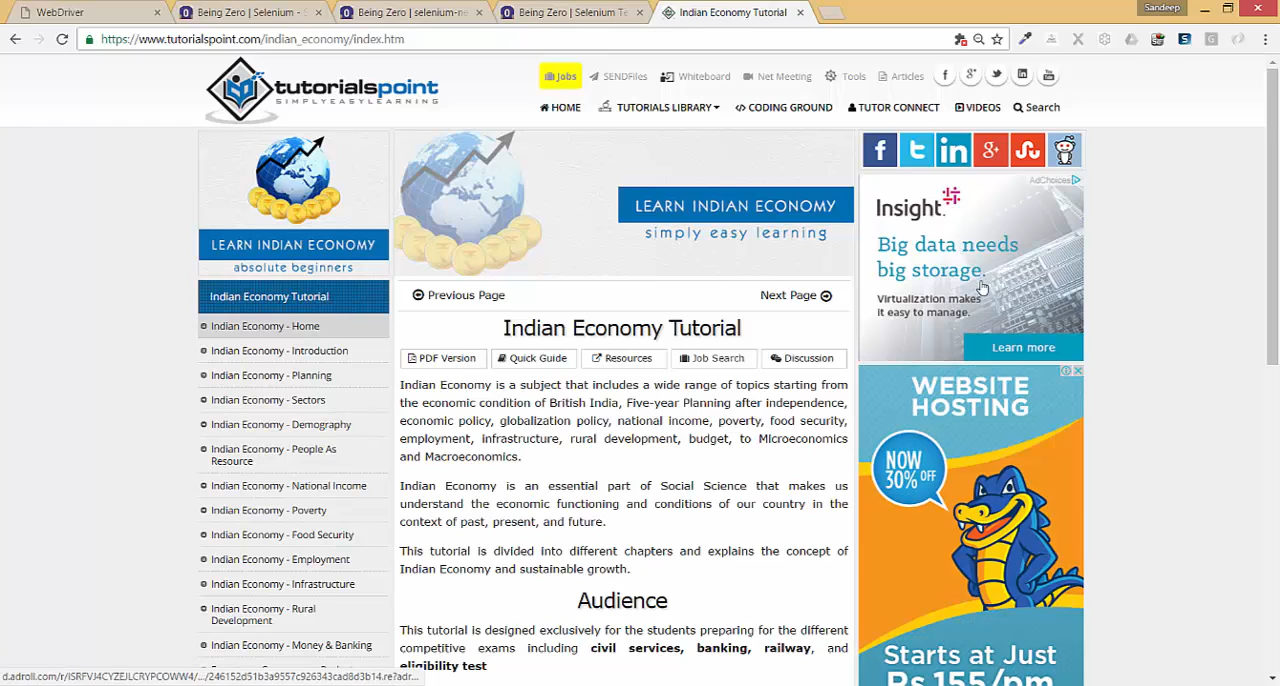 WebDriver
Being Zero | Selenium - S
Being Zero | selenium-ne
Being Zero | Selenium Te
Indian Economy Tutorial
Sandeep
https://www.tutorialspoint.com/indian_economy/index.htm
tutorialspoint
SIMPLYEASYLEARNING
Jobs
SENDFiles
Whiteboard
Net Meeting
Tools
Articles
HOME
TUTORIALS LIBRARY
CODING GROUND
TUTOR CONNECT
VIDEOS
Search
LEARN INDIAN ECONOMY
absolute beginners
Indian Economy Tutorial
Indian Economy - Home
Indian Economy - Introduction
Indian Economy - Planning
Indian Economy - Sectors
Indian Economy - Demography
Indian Economy - People As
Resource
Indian Economy - National Income
Indian Economy - Poverty
Indian Economy - Food Security
Indian Economy - Employment
Indian Economy - Infrastructure
Indian Economy - Rural
Development
Indian Economy - Money & Banking
LEARN INDIAN ECONOMY
simply easy learning
Previous Page
Next Page
Indian Economy Tutorial
PDF Version
Quick Guide
Resources
Job Search
Discussion
Indian Economy is a subject that includes a wide range of topics starting from
the economic condition of British India, Five-year Planning after independence,
economic policy, globalization policy, national income, poverty, food security,
employment, infrastructure, rural development, budget, to Microeconomics
and Macroeconomics.
Indian Economy is an essential part of Social Science that makes us
understand the economic functioning and conditions of our country in the
context of past, present, and future.
This tutorial is divided into different chapters and explains the concept of
Indian Economy and sustainable growth.
Audience
This tutorial is designed exclusively for the students preparing for the different
competitive exams including civil services, banking, railway, and
eligibility test
AdChoices
Insight.
Big data needs
big storage.
Virtualization makes
it easy to manage.
Learn more
WEBSITE
HOSTING
NOW
30% OFF
Starts at Just
Rs 155/pm